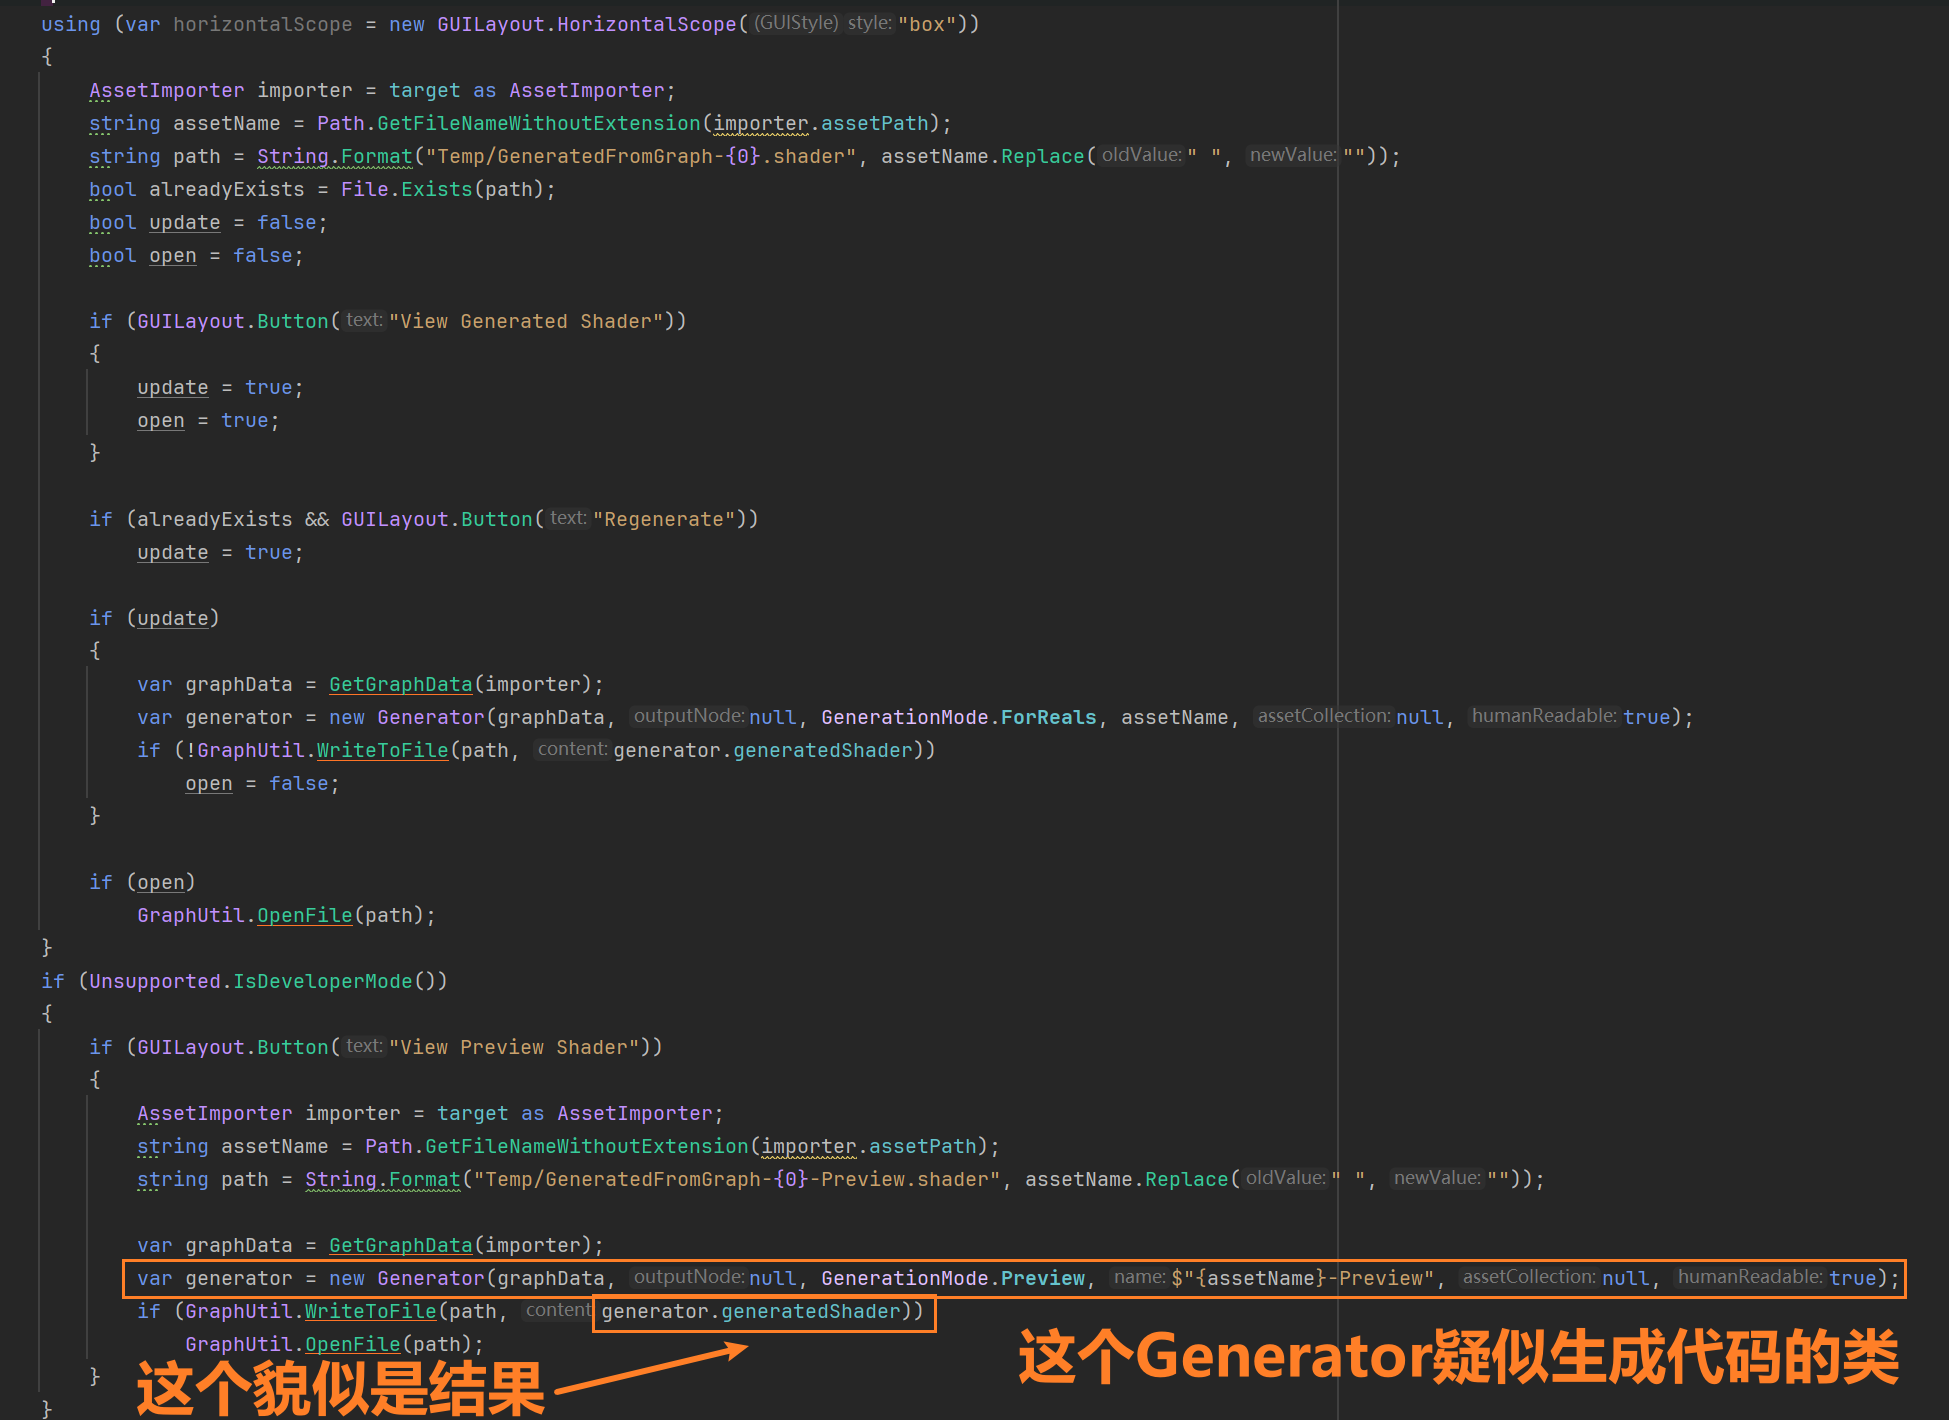 using (var horizontalScope = new GUILayout.HorizontalScope((GUIStyle) style:"box"))
{
AssetImporter importer = target as AssetImporter;
string assetName = Path.GetFileNameWithoutExtension(importer.assetPath);
string path = String.Format("Temp/GeneratedFromGraph-{0}.shader", assetName.Replace(oldValue:" ", newValue:""));
bool alreadyExists = File.Exists(path);
bool update = false;
bool open = false;
if (GUILayout.Button(text:"View Generated Shader"))
{
update = true;
open = true;
}
if (alreadyExists && GUILayout.Button(text:"Regenerate"))
update = true;
if (update)
{
var graphData = GetGraphData(importer);
var generator = new Generator(graphData, outputNode:null, GenerationMode.ForReals, assetName, assetCollection:null, humanReadable:true);
if (!GraphUtil.WriteToFile(path, content:generator.generatedShader))
open = false;
}
if (open)
GraphUtil.OpenFile(path);
}
if (Unsupported.IsDeveloperMode())
{
if (GUILayout.Button(text:"View Preview Shader"))
{
AssetImporter importer = target as AssetImporter;
string assetName = Path.GetFileNameWithoutExtension(importer.assetPath);
string path = String.Format("Temp/GeneratedFromGraph-{0}-Preview.shader", assetName.Replace(oldValue:" ", newValue:""));
var graphData = GetGraphData(importer);
var generator = new Generator(graphData, outputNode:null, GenerationMode.Preview, name:$"{assetName}-Preview", assetCollection:null, humanReadable:true);
if (GraphUtil.WriteToFile(path, content generator.generatedShader))
GraphUtil.OpenFile(path);
这个Generator疑似生成代码的类
}
这个貌似是结果
}